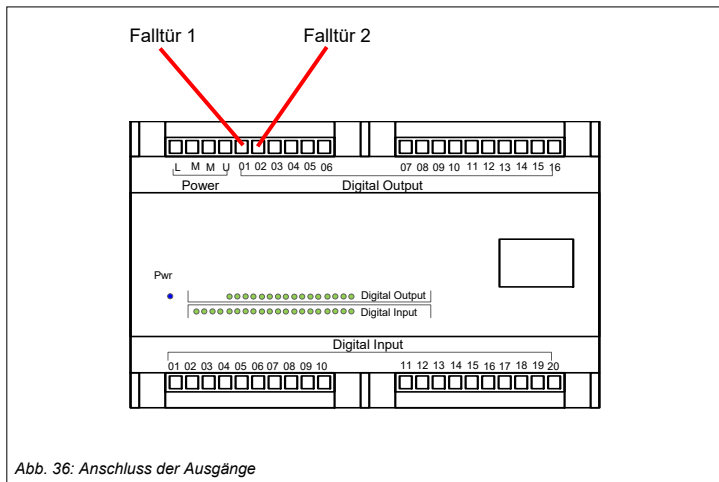 Falltür 1 Falltür 2
L M M U 01 02 03 04 05 06 07 08 09 10 11 12 13 14 15 16
Power Digital Output
Pwr
Digital Output
Digital Input
Digital Input
01 02 03 04 05 06 07 08 09 10 11 12 13 14 15 16 17 18 19 20
Abb. 36: Anschluss der Ausgänge